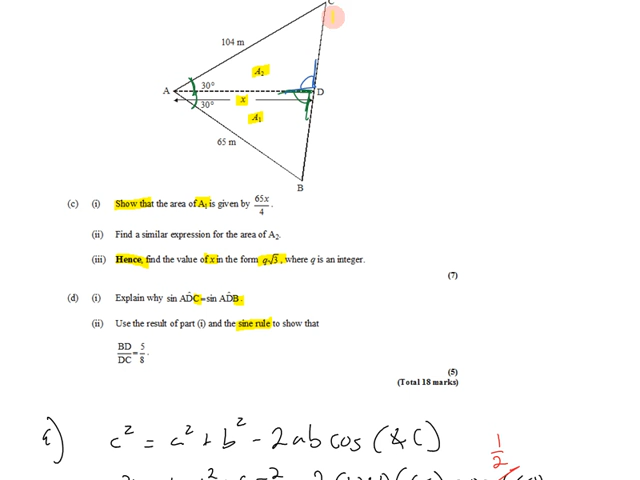 C
104 m
A₂
30°
A
D
x
30°
A₁
65 m
B
(c) (i) Show that the area of A₁ is given by 65x/4.
(ii) Find a similar expression for the area of A₂.
(iii) Hence, find the value of x in the form q√3, where q is an integer.
(7)
(d) (i) Explain why sin AD̂C = sin AD̂B.
(ii) Use the result of part (i) and the sine rule to show that
BD/DC = 5/8.
(5)
(Total 18 marks)
c² = a² + b² - 2ab cos(∡C)
1/2